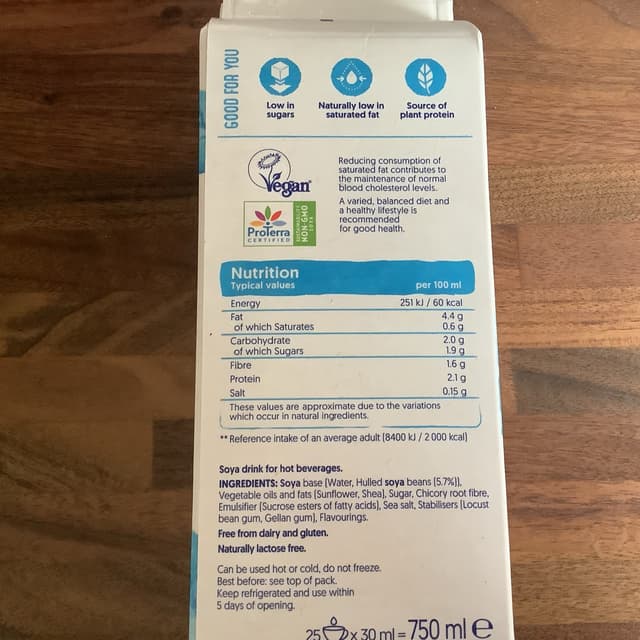 GOOD FOR YOU
Low in
sugars
Naturally low in
saturated fat
Source of
plant protein
Vegan
ProTerra
CERTIFIED
SUSTAINABILITY
NON-GMO
Reducing consumption of
saturated fat contributes to
the maintenance of normal
blood cholesterol levels.
A varied, balanced diet and
a healthy lifestyle is
recommended
for good health.
Nutrition
Typical values per 100 ml
Energy 251 kJ / 60 kcal
Fat 4.4 g
of which Saturates 0.6 g
Carbohydrate 2.0 g
of which Sugars 1.9 g
Fibre 1.6 g
Protein 2.1 g
Salt 0.15 g
These values are approximate due to the variations
which occur in natural ingredients.
** Reference intake of an average adult (8400 kJ / 2 000 kcal)
Soya drink for hot beverages.
INGREDIENTS: Soya base (Water, Hulled soya beans (5.7%)),
Vegetable oils and fats (Sunflower, Shea), Sugar, Chicory root fibre,
Emulsifier (Sucrose esters of fatty acids), Sea salt, Stabilisers (Locust
bean gum, Gellan gum), Flavourings.
Free from dairy and gluten.
Naturally lactose free.
Can be used hot or cold, do not freeze.
Best before: see top of pack.
Keep refrigerated and use within
5 days of opening.
25 x 30 ml = 750 ml e